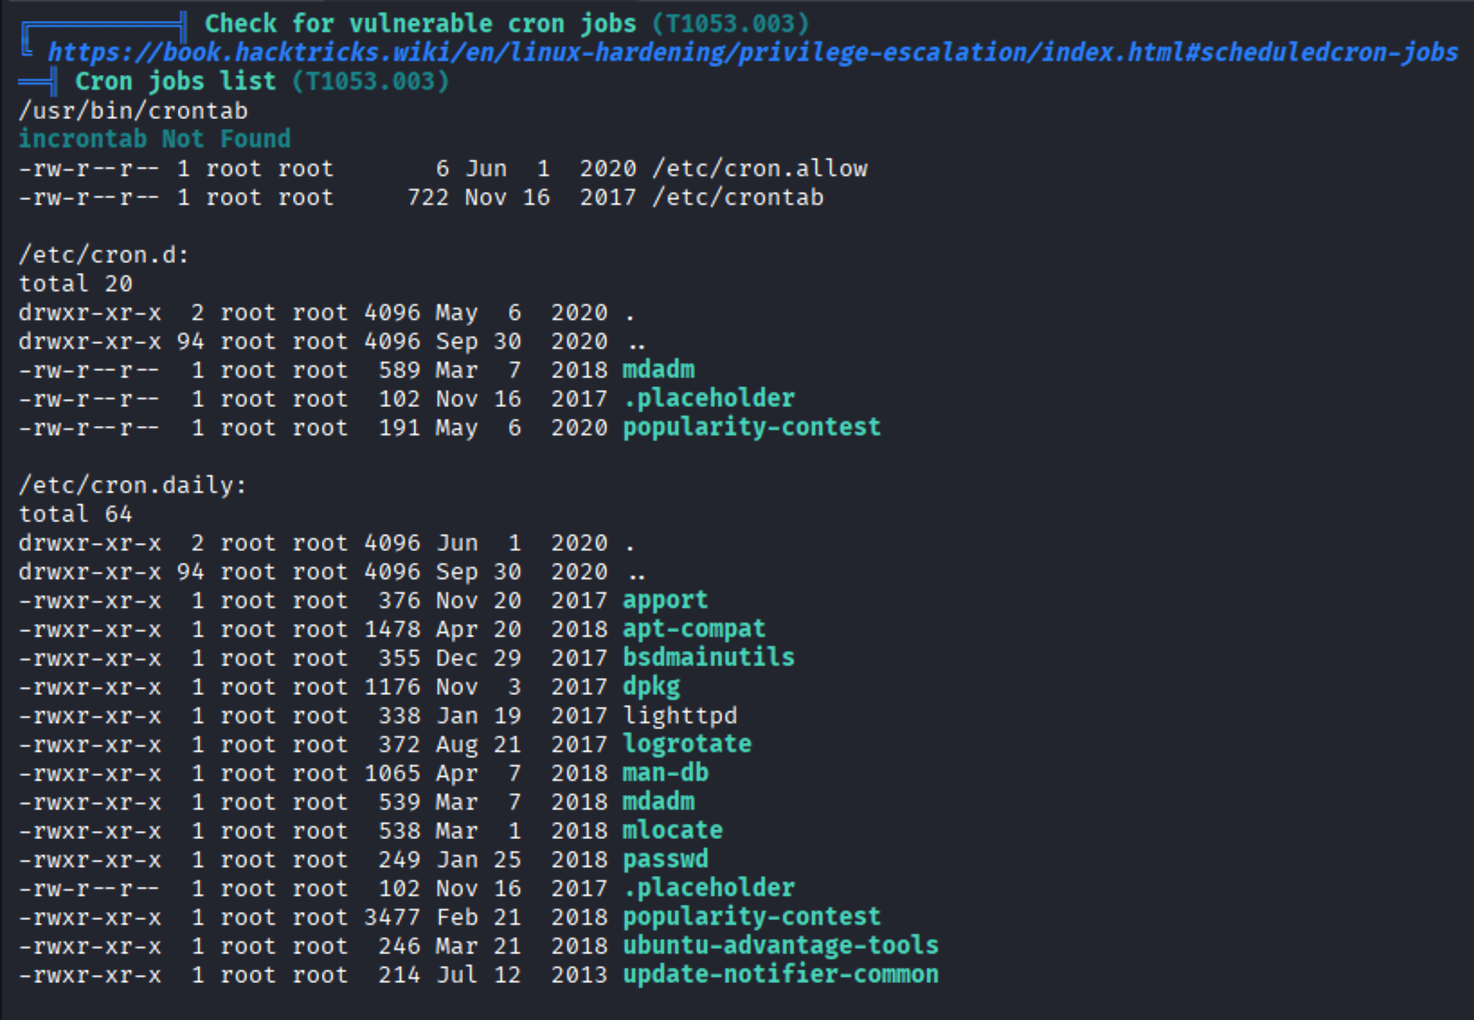 ╔══════════╣ Check for vulnerable cron jobs (T1053.003)
╚ https://book.hacktricks.wiki/en/linux-hardening/privilege-escalation/index.html#scheduledcron-jobs
══╣ Cron jobs list (T1053.003)
/usr/bin/crontab
incrontab Not Found
-rw-r--r-- 1 root root       6 Jun  1  2020 /etc/cron.allow
-rw-r--r-- 1 root root     722 Nov 16  2017 /etc/crontab

/etc/cron.d:
total 20
drwxr-xr-x  2 root root 4096 May  6  2020 .
drwxr-xr-x 94 root root 4096 Sep 30  2020 ..
-rw-r--r--  1 root root  589 Mar  7  2018 mdadm
-rw-r--r--  1 root root  102 Nov 16  2017 .placeholder
-rw-r--r--  1 root root  191 May  6  2020 popularity-contest

/etc/cron.daily:
total 64
drwxr-xr-x  2 root root 4096 Jun  1  2020 .
drwxr-xr-x 94 root root 4096 Sep 30  2020 ..
-rwxr-xr-x  1 root root  376 Nov 20  2017 apport
-rwxr-xr-x  1 root root 1478 Apr 20  2018 apt-compat
-rwxr-xr-x  1 root root  355 Dec 29  2017 bsdmainutils
-rwxr-xr-x  1 root root 1176 Nov  3  2017 dpkg
-rwxr-xr-x  1 root root  338 Jan 19  2017 lighttpd
-rwxr-xr-x  1 root root  372 Aug 21  2017 logrotate
-rwxr-xr-x  1 root root 1065 Apr  7  2018 man-db
-rwxr-xr-x  1 root root  539 Mar  7  2018 mdadm
-rwxr-xr-x  1 root root  538 Mar  1  2018 mlocate
-rwxr-xr-x  1 root root  249 Jan 25  2018 passwd
-rw-r--r--  1 root root  102 Nov 16  2017 .placeholder
-rwxr-xr-x  1 root root 3477 Feb 21  2018 popularity-contest
-rwxr-xr-x  1 root root  246 Mar 21  2018 ubuntu-advantage-tools
-rwxr-xr-x  1 root root  214 Jul 12  2013 update-notifier-common